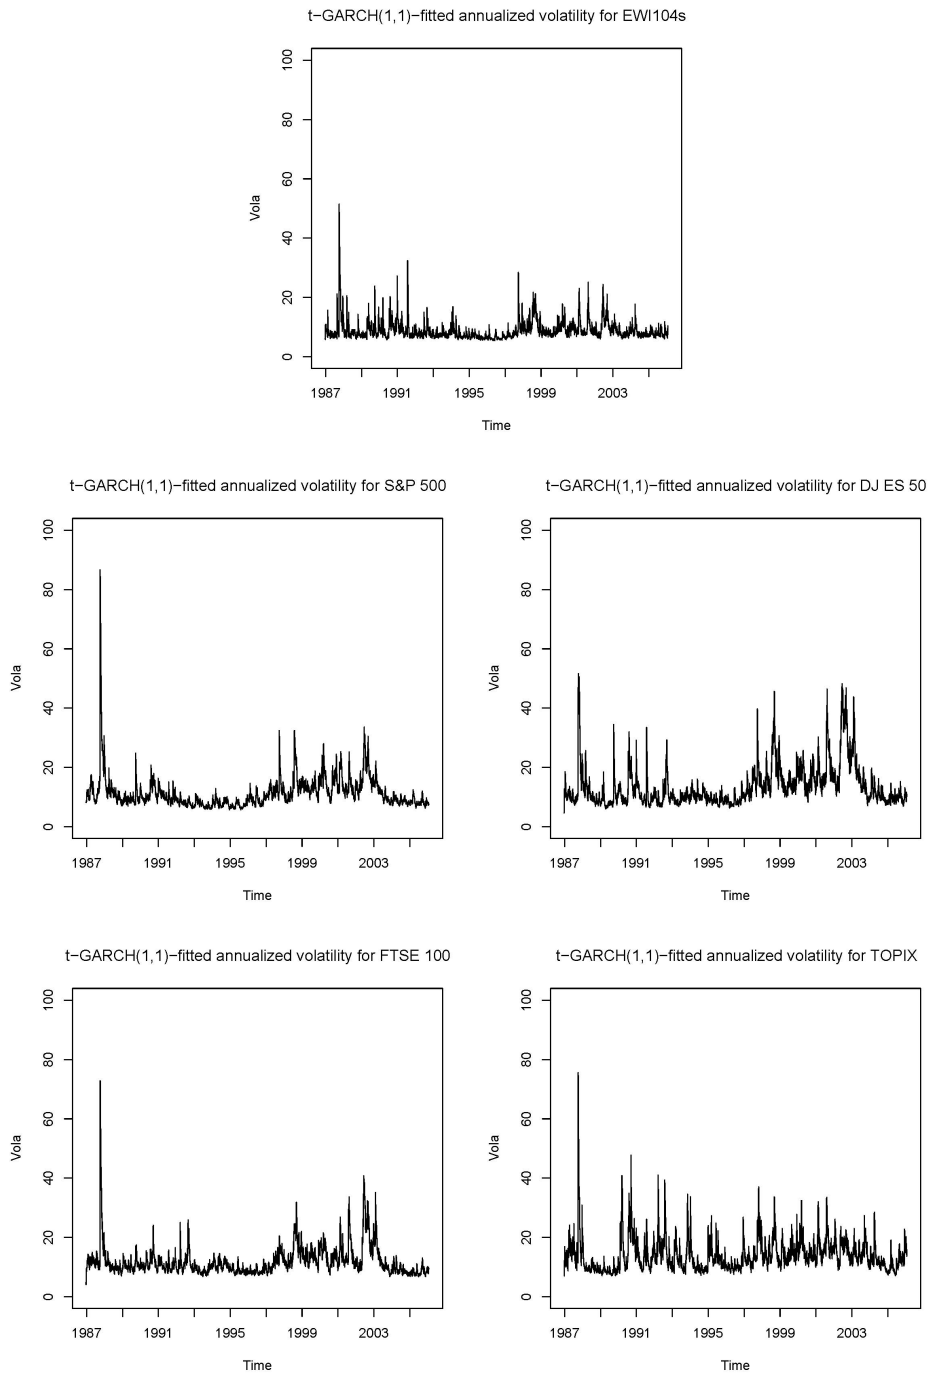 t−GARCH(1,1)−fitted annualized volatility for EWI104s
100
80
60
40
20
0
Vola
1987 1991 1995 1999 2003
Time
t−GARCH(1,1)−fitted annualized volatility for S&P 500
100
80
60
40
20
0
Vola
1987 1991 1995 1999 2003
Time
t−GARCH(1,1)−fitted annualized volatility for DJ ES 50
100
80
60
40
20
0
Vola
1987 1991 1995 1999 2003
Time
t−GARCH(1,1)−fitted annualized volatility for FTSE 100
100
80
60
40
20
0
Vola
1987 1991 1995 1999 2003
Time
t−GARCH(1,1)−fitted annualized volatility for TOPIX
100
80
60
40
20
0
Vola
1987 1991 1995 1999 2003
Time